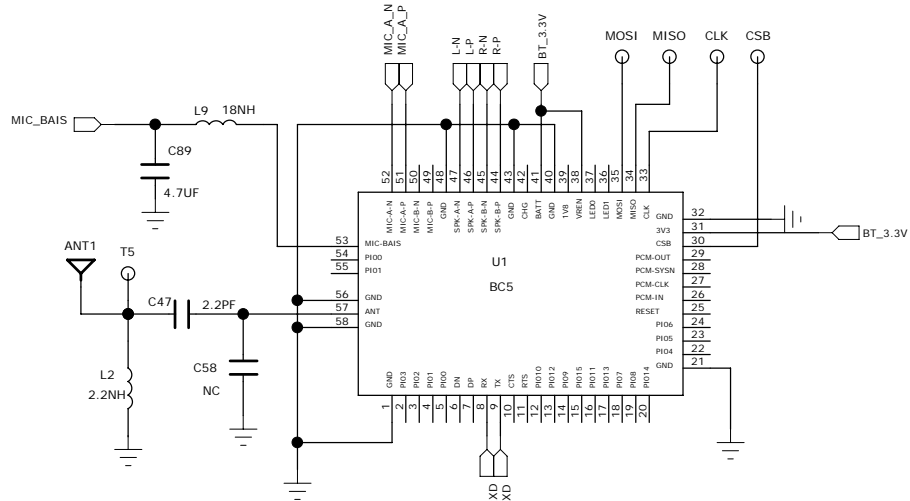 MIC_A_N
MIC_A_P
L-N
L-P
R-N
R-P
BT_3.3V
MOSI
MISO
CLK
CSB
MIC_BAIS
L9
18NH
C89
4.7UF
52
51
50
49
48
47
46
45
44
43
42
41
40
39
38
37
36
35
34
33
MIC-A-N
MIC-A-P
MIC-B-N
MIC-B-P
GND
SPK-A-N
SPK-A-P
SPK-B-N
SPK-B-P
GND
CHG
BATT
GND
1V8
VREN
LED0
LED1
MOSI
MISO
CLK
GND 32
3V3 31
CSB 30
PCM-OUT 29
PCM-SYSN 28
PCM-CLK 27
PCM-IN 26
RESET 25
PIO6 24
PIO5 23
PIO4 22
GND 21
BT_3.3V
U1
BC5
53 MIC-BAIS
54 PIO0
55 PIO1
56 GND
57 ANT
58 GND
ANT1
T5
C47
2.2PF
L2
2.2NH
C58
NC
GND
PIO3
PIO2
PIO1
PIO0
DN
DP
RX
TX
CTS
RTS
PIO10
PIO12
PIO9
PIO15
PIO11
PIO13
PIO7
PIO8
PIO14
1
2
3
4
5
6
7
8
9
10
11
12
13
14
15
16
17
18
19
20
XD
XD